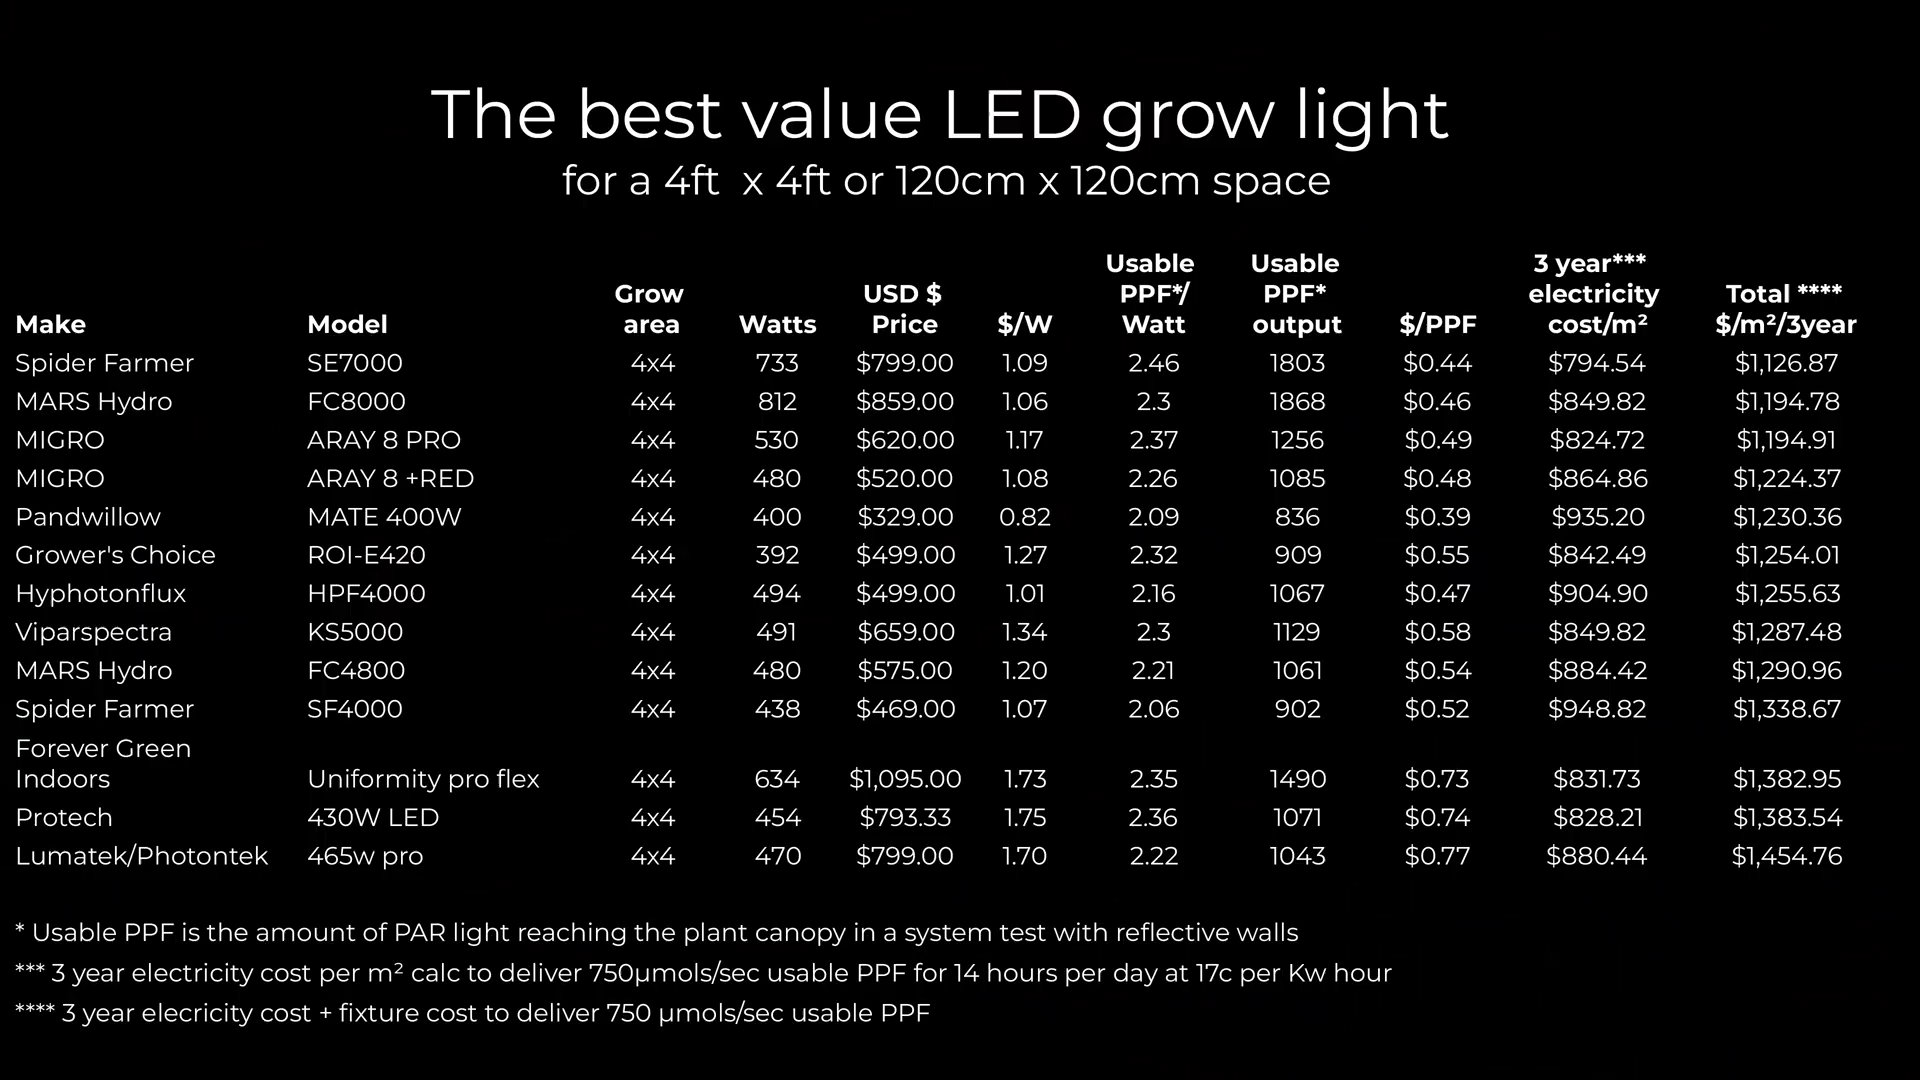 The best value LED grow light
for a 4ft x 4ft or 120cm x 120cm space
Make Model Grow area Watts USD $ Price $/W Usable PPF*/ Watt Usable PPF* output $/PPF 3 year*** electricity cost/m² Total **** $/m²/3year
Spider Farmer SE7000 4x4 733 $799.00 1.09 2.46 1803 $0.44 $794.54 $1,126.87
MARS Hydro FC8000 4x4 812 $859.00 1.06 2.3 1868 $0.46 $849.82 $1,194.78
MIGRO ARAY 8 PRO 4x4 530 $620.00 1.17 2.37 1256 $0.49 $824.72 $1,194.91
MIGRO ARAY 8 +RED 4x4 480 $520.00 1.08 2.26 1085 $0.48 $864.86 $1,224.37
Pandwillow MATE 400W 4x4 400 $329.00 0.82 2.09 836 $0.39 $935.20 $1,230.36
Grower's Choice ROI-E420 4x4 392 $499.00 1.27 2.32 909 $0.55 $842.49 $1,254.01
Hyphotonflux HPF4000 4x4 494 $499.00 1.01 2.16 1067 $0.47 $904.90 $1,255.63
Viparspectra KS5000 4x4 491 $659.00 1.34 2.3 1129 $0.58 $849.82 $1,287.48
MARS Hydro FC4800 4x4 480 $575.00 1.20 2.21 1061 $0.54 $884.42 $1,290.96
Spider Farmer SF4000 4x4 438 $469.00 1.07 2.06 902 $0.52 $948.82 $1,338.67
Forever Green
Indoors Uniformity pro flex 4x4 634 $1,095.00 1.73 2.35 1490 $0.73 $831.73 $1,382.95
Protech 430W LED 4x4 454 $793.33 1.75 2.36 1071 $0.74 $828.21 $1,383.54
Lumatek/Photontek 465w pro 4x4 470 $799.00 1.70 2.22 1043 $0.77 $880.44 $1,454.76
* Usable PPF is the amount of PAR light reaching the plant canopy in a system test with reflective walls
*** 3 year electricity cost per m² calc to deliver 750µmols/sec usable PPF for 14 hours per day at 17c per Kw hour
**** 3 year elecricity cost + fixture cost to deliver 750 µmols/sec usable PPF